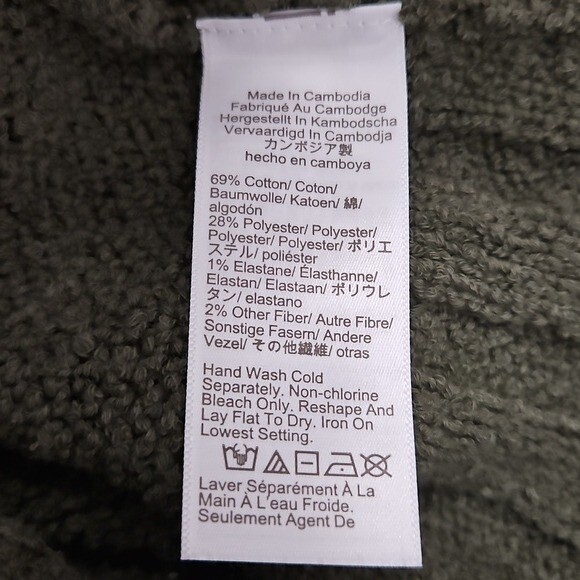 Made In Cambodia
Fabriqué Au Cambodge
Hergestellt In Kambodscha
Vervaardigd In Cambodja
カンボジア製
hecho en camboya
69% Cotton/ Coton/
Baumwolle/ Katoen/ 綿/
algodón
28% Polyester/ Polyester/
Polyester/ Polyester/ ポリエ
ステル/ poliéster
1% Elastane/ Élasthanne/
Elastan/ Elastaan/ ポリウレ
タン/ elastano
2% Other Fiber/ Autre Fibre/
Sonstige Fasern/ Andere
Vezel/ その他繊維/ otras
Hand Wash Cold
Separately. Non-chlorine
Bleach Only. Reshape And
Lay Flat To Dry. Iron On
Lowest Setting.
Laver Séparément À La
Main À L'eau Froide.
Seulement Agent De